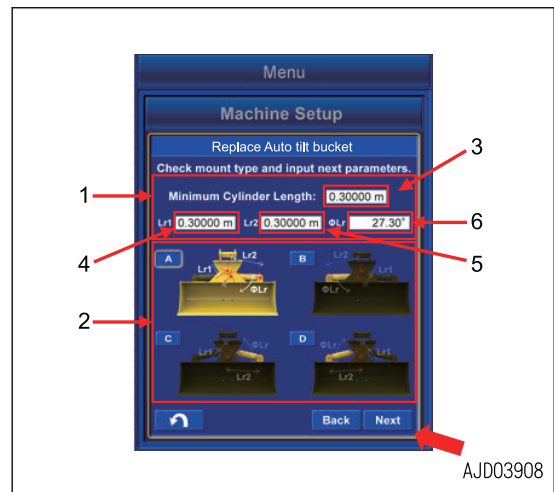 Menu
Machine Setup
Replace Auto tilt bucket
Check mount type and input next parameters.
3
1
Minimum Cylinder Length: 0.30000 m
Lr1 0.30000 m Lr2 0.30000 m ΦLr 27.30°
6
4
5
A Lr1 Lr2 ΦLr
B Lr2 Lr1 ΦLr
2
C Lr1 ΦLr Lr2
D ΦLr Lr1 Lr2
Back Next
AJD03908